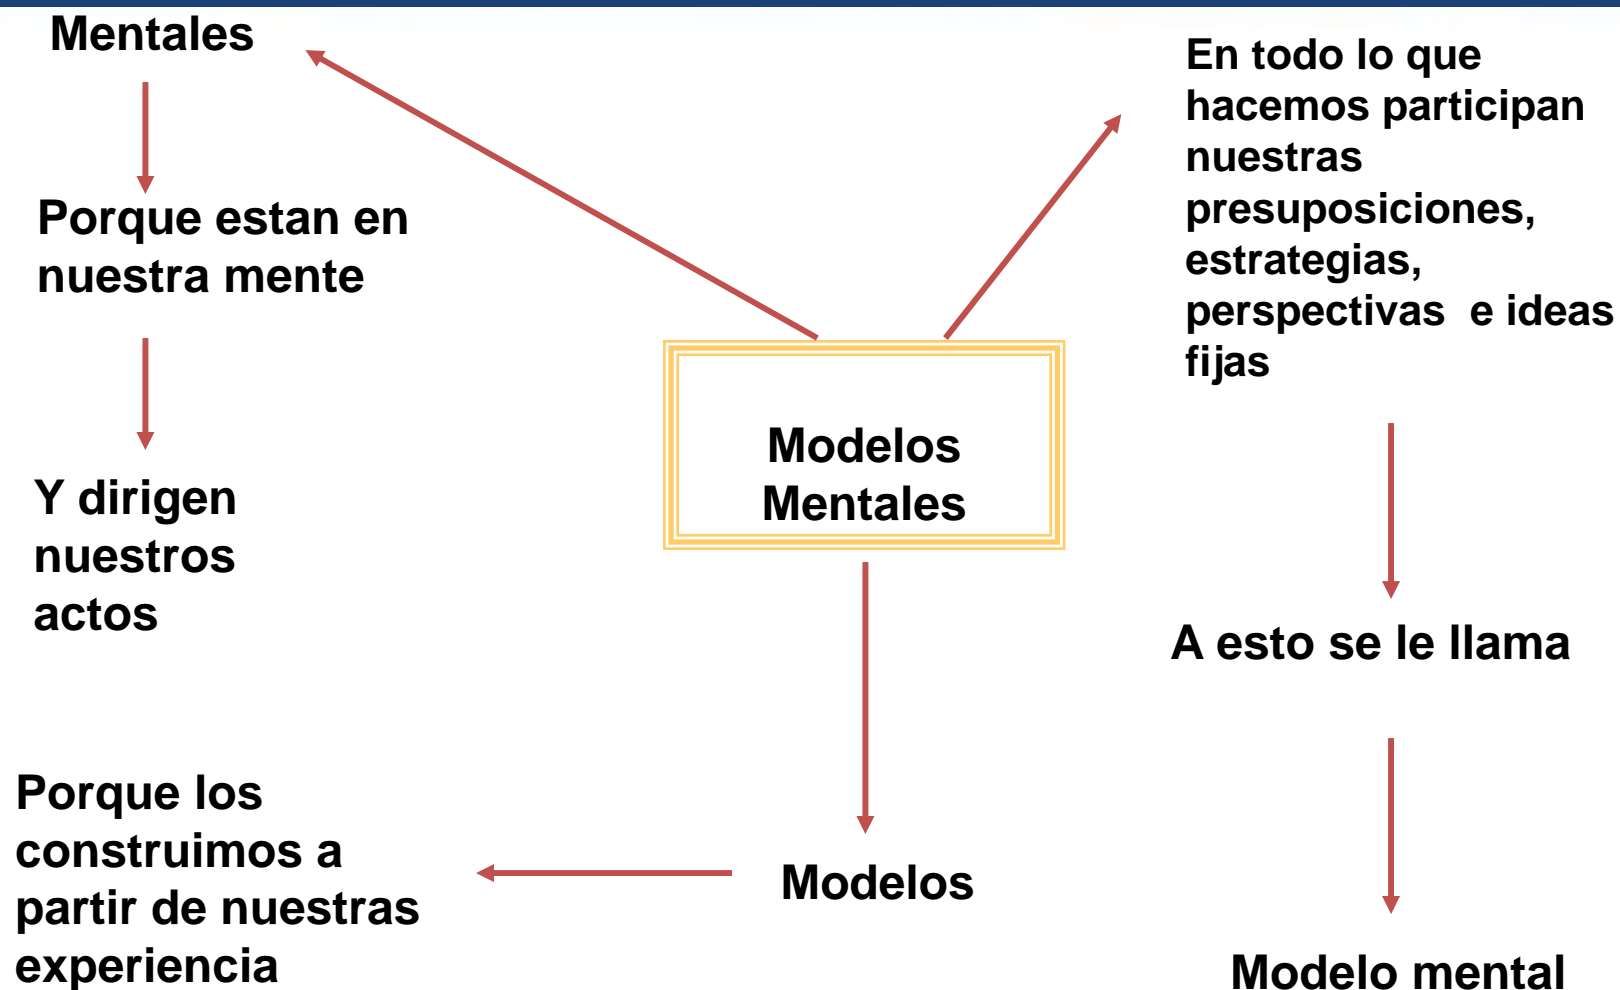 Mentales
Porque estan en
nuestra mente
Y dirigen
nuestros
actos
En todo lo que
hacemos participan
nuestras
presuposiciones,
estrategias,
perspectivas  e ideas
fijas
A esto se le llama
Modelo mental
Modelos
Mentales
Modelos
Porque los
construimos a
partir de nuestras
experiencia